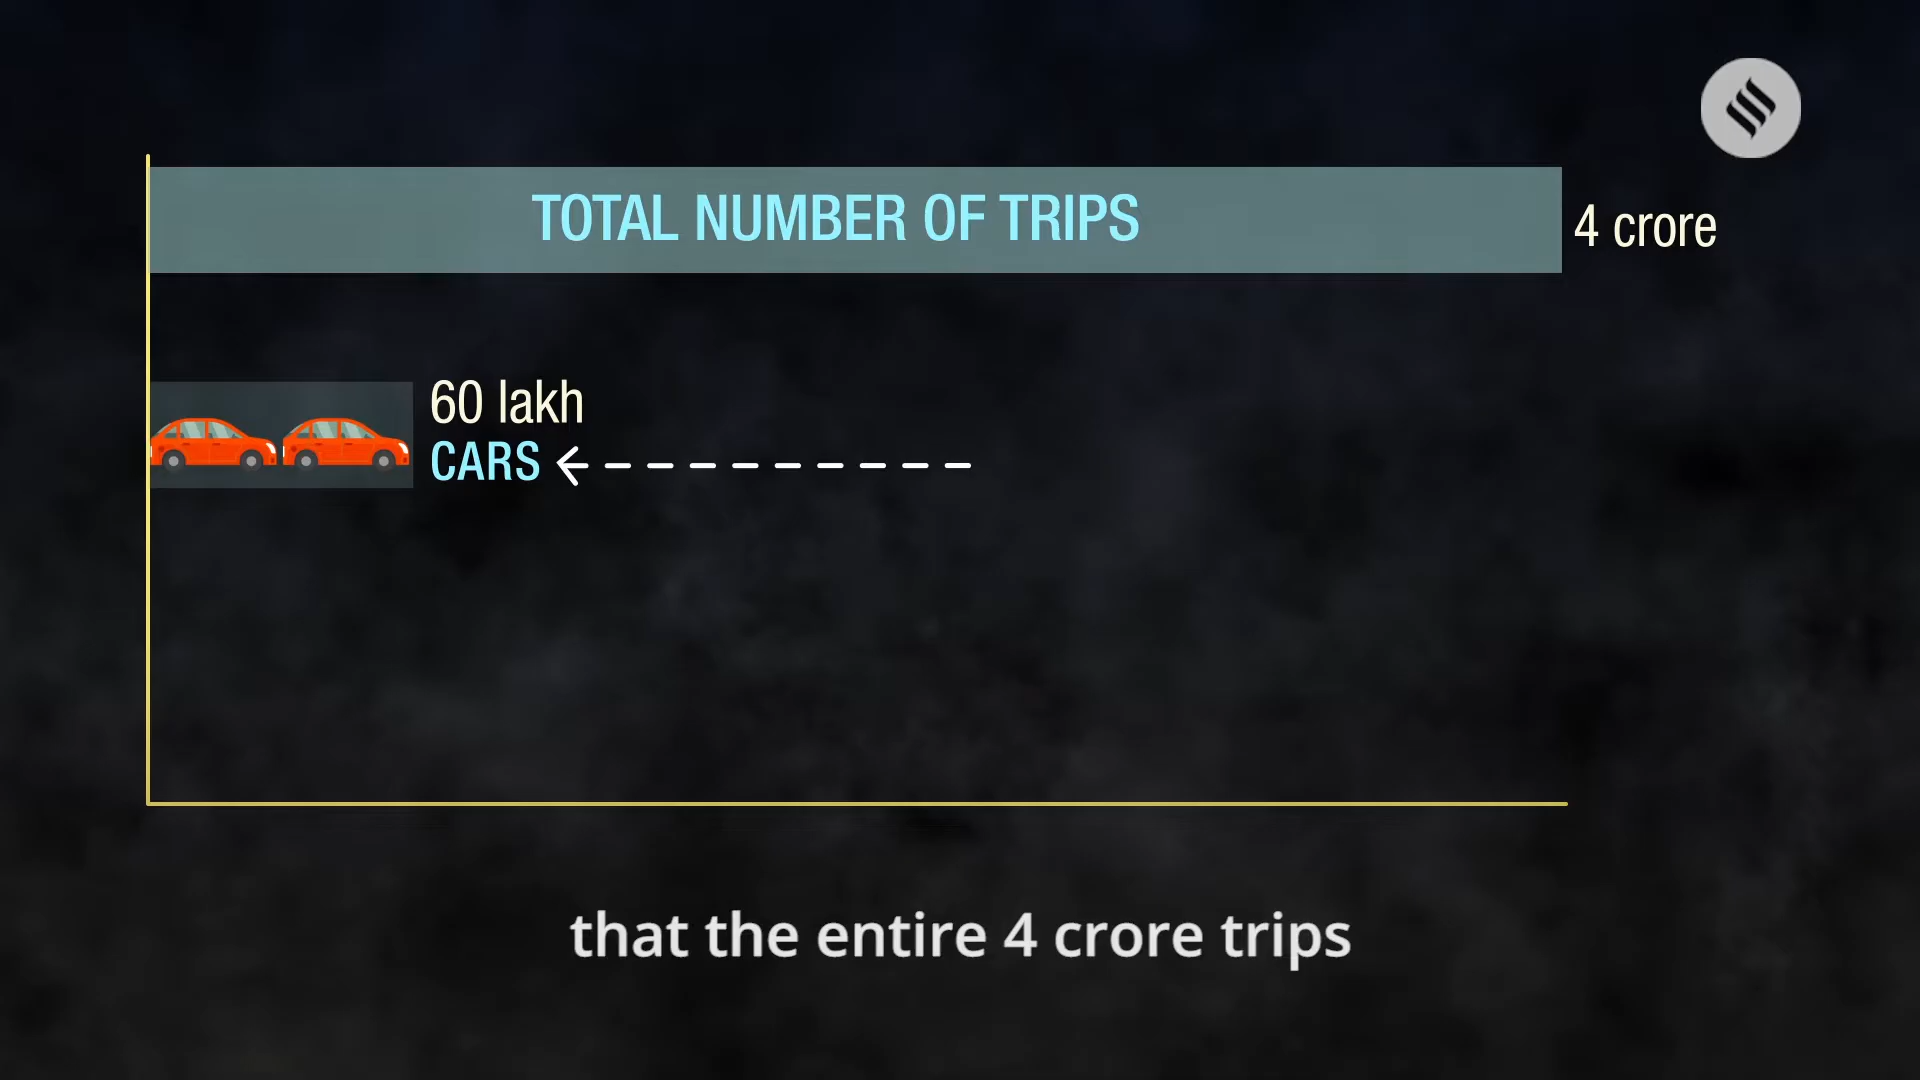 TOTAL NUMBER OF TRIPS
4 crore
60 lakh
CARS
that the entire 4 crore trips